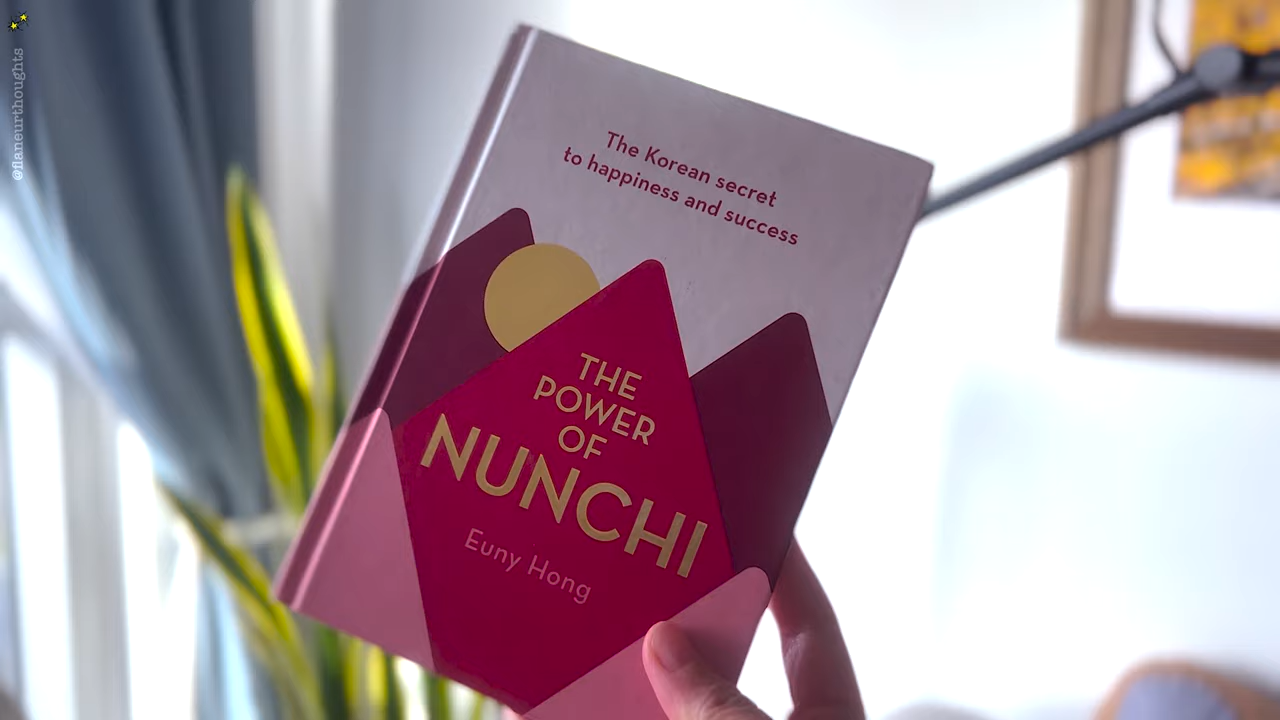 @flaneurthoughts
The Korean secret
to happiness and success
THE
POWER
OF
NUNCHI
Euny Hong